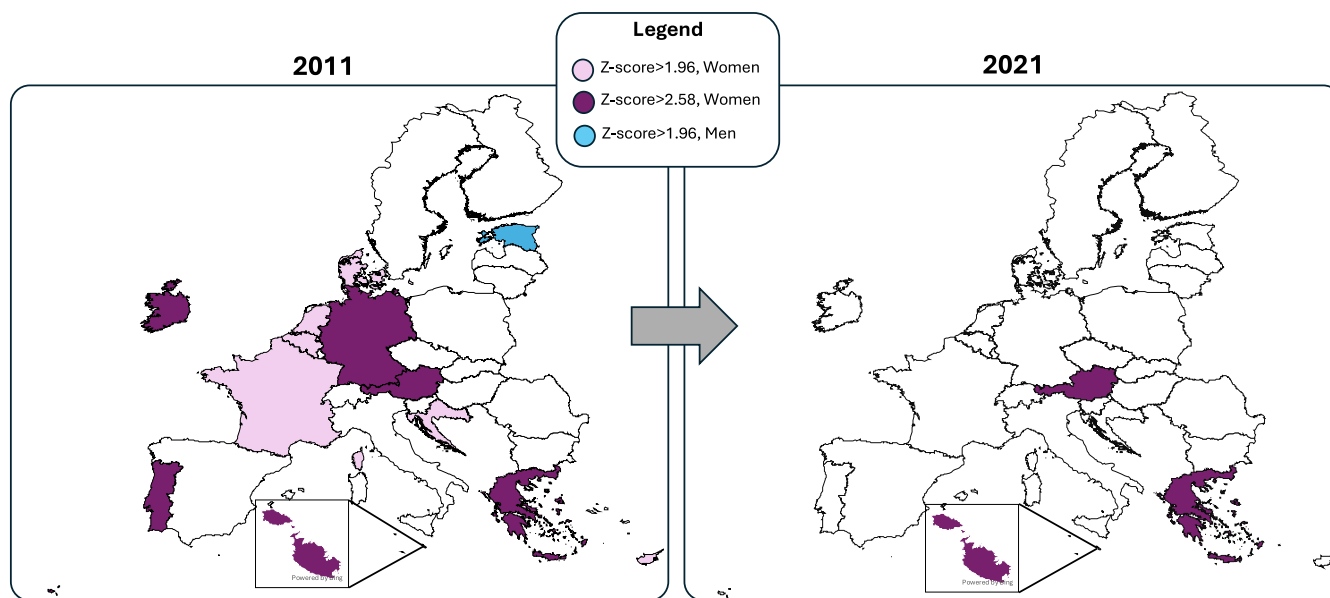 Legend
2011
2021
Z-score>1.96, Women
Z-score>2.58, Women
Z-score>1.96, Men
Powered by Bing
Powered by Bing